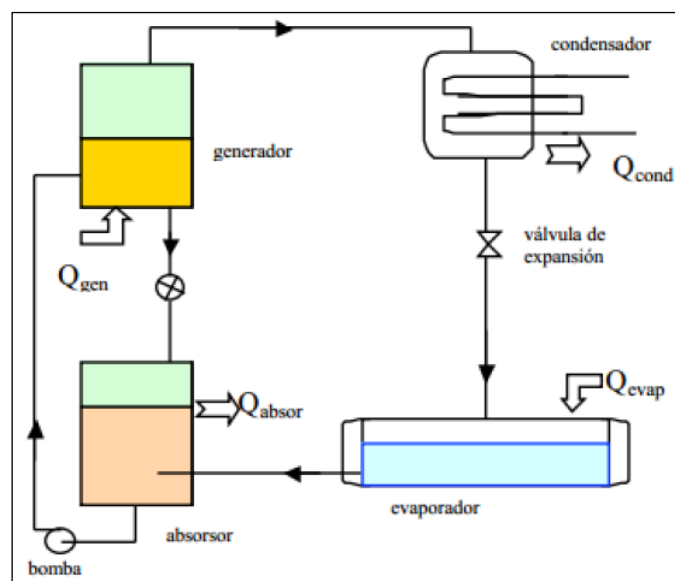 condensador
generador
Qcond
Qgen
válvula de
expansión
Qabsor
Qevap
evaporador
absorsor
bomba